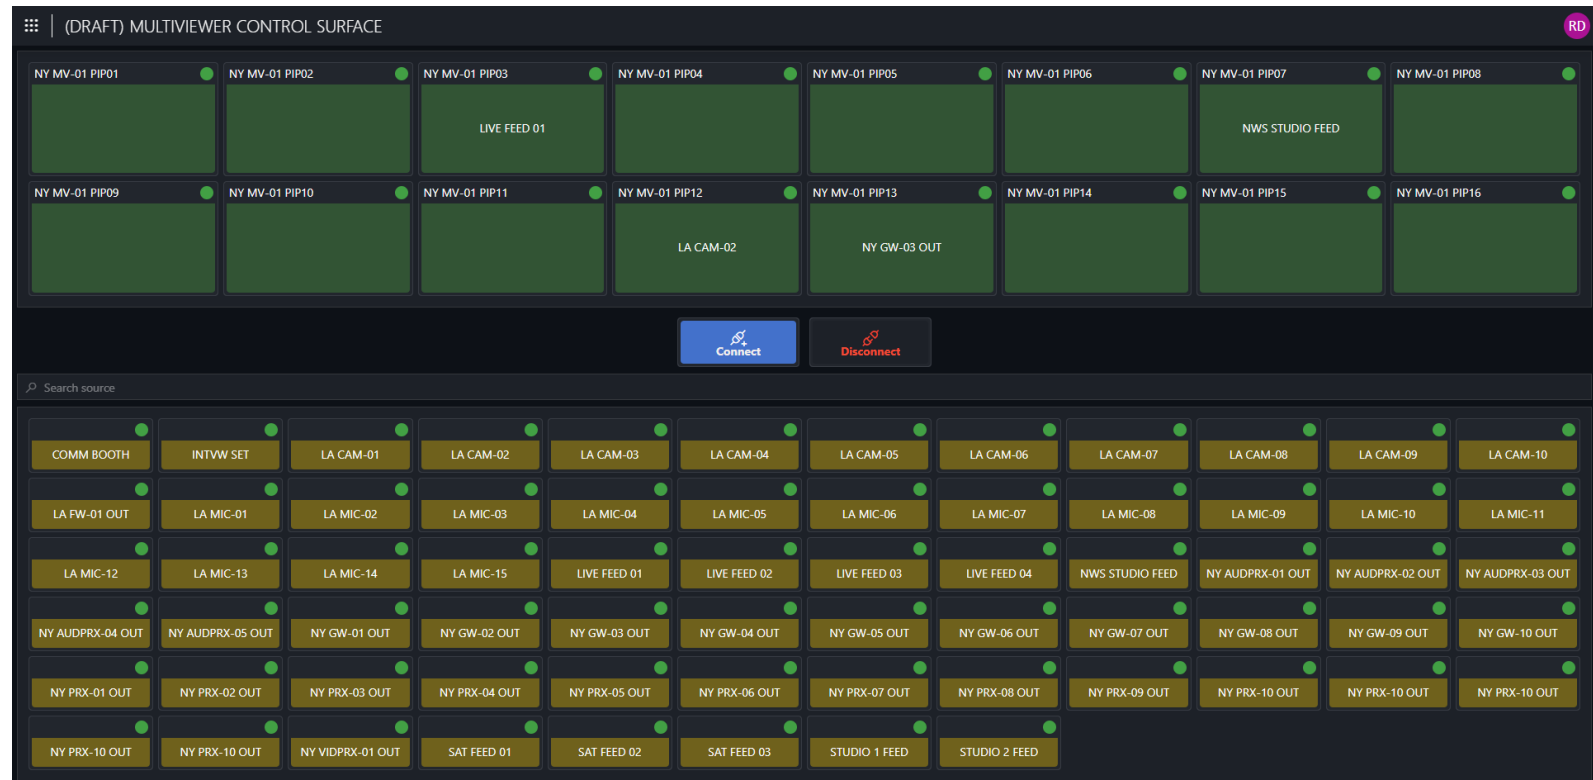 (DRAFT) MULTIVIEWER CONTROL SURFACE
RD
NY MV-01 PIP01
NY MV-01 PIP02
NY MV-01 PIP03
NY MV-01 PIP04
NY MV-01 PIP05
NY MV-01 PIP06
NY MV-01 PIP07
NY MV-01 PIP08
LIVE FEED 01
NWS STUDIO FEED
NY MV-01 PIP09
NY MV-01 PIP10
NY MV-01 PIP11
NY MV-01 PIP12
NY MV-01 PIP13
NY MV-01 PIP14
NY MV-01 PIP15
NY MV-01 PIP16
LA CAM-02
NY GW-03 OUT
Connect
Disconnect
Search source
COMM BOOTH
INTVW SET
LA CAM-01
LA CAM-02
LA CAM-03
LA CAM-04
LA CAM-05
LA CAM-06
LA CAM-07
LA CAM-08
LA CAM-09
LA CAM-10
LA FW-01 OUT
LA MIC-01
LA MIC-02
LA MIC-03
LA MIC-04
LA MIC-05
LA MIC-06
LA MIC-07
LA MIC-08
LA MIC-09
LA MIC-10
LA MIC-11
LA MIC-12
LA MIC-13
LA MIC-14
LA MIC-15
LIVE FEED 01
LIVE FEED 02
LIVE FEED 03
LIVE FEED 04
NWS STUDIO FEED
NY AUDPRX-01 OUT
NY AUDPRX-02 OUT
NY AUDPRX-03 OUT
NY AUDPRX-04 OUT
NY AUDPRX-05 OUT
NY GW-01 OUT
NY GW-02 OUT
NY GW-03 OUT
NY GW-04 OUT
NY GW-05 OUT
NY GW-06 OUT
NY GW-07 OUT
NY GW-08 OUT
NY GW-09 OUT
NY GW-10 OUT
NY PRX-01 OUT
NY PRX-02 OUT
NY PRX-03 OUT
NY PRX-04 OUT
NY PRX-05 OUT
NY PRX-06 OUT
NY PRX-07 OUT
NY PRX-08 OUT
NY PRX-09 OUT
NY PRX-10 OUT
NY PRX-10 OUT
NY PRX-10 OUT
NY PRX-10 OUT
NY PRX-10 OUT
NY VIDPRX-01 OUT
SAT FEED 01
SAT FEED 02
SAT FEED 03
STUDIO 1 FEED
STUDIO 2 FEED